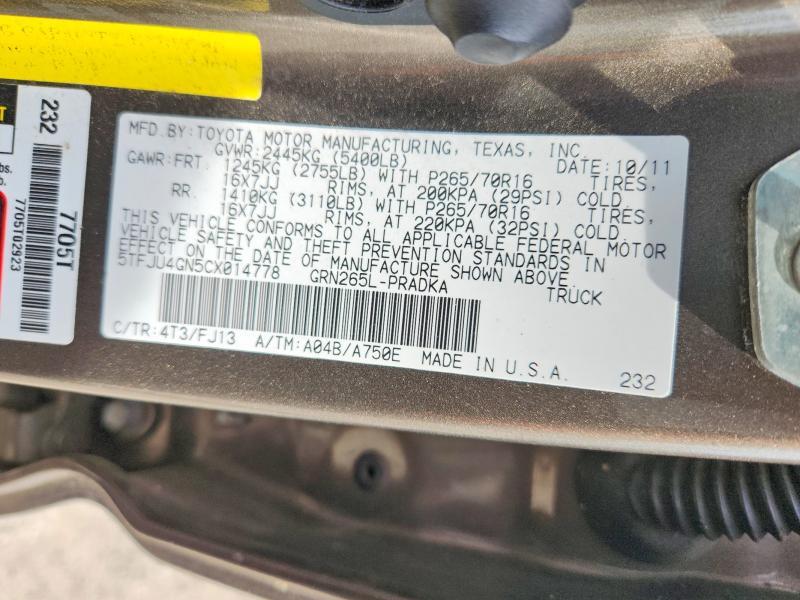 MFD.BY:TOYOTA MOTOR MANUFACTURING, TEXAS, INC.
GVWR:2445KG (5400LB) DATE: 10/11
GAWR:FRT. 1245KG (2755LB) WITH P265/70R16 TIRES,
16X7JJ RIMS, AT 200KPA (29PSI) COLD
RR. 1410KG (3110LB) WITH P265/70R16 TIRES,
16X7JJ RIMS, AT 220KPA (32PSI) COLD
THIS VEHICLE CONFORMS TO ALL APPLICABLE FEDERAL MOTOR
VEHICLE SAFETY AND THEFT PREVENTION STANDARDS IN
EFFECT ON THE DATE OF MANUFACTURE SHOWN ABOVE.
5TFJU4GN5CX014778 GRN265L-PRADKA TRUCK
C/TR:4T3/FJ13 A/TM:A04B/A750E MADE IN U.S.A. 232
232
7705T
7705T02923